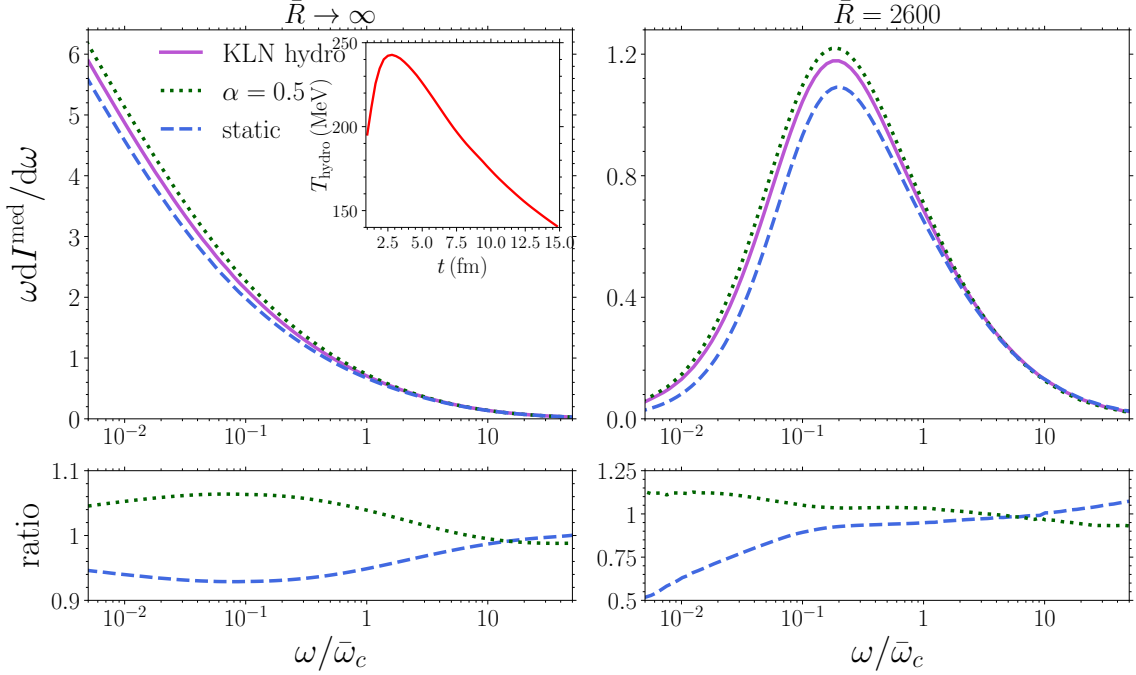 R̄ → ∞
R̄ = 2600
ωdI^med/dω
6
5
4
3
2
1
0
KLN hydro
α = 0.5
static
T_hydro (MeV)
250
200
150
2.5 5.0 7.5 10.0 12.5 15.0
t (fm)
10⁻² 10⁻¹ 1 10
1.2
0.8
0.4
0.0
10⁻² 10⁻¹ 1 10
ratio
1.1
1
0.9
10⁻² 10⁻¹ 1 10
ω/ω̄_c
1.25
1
0.75
0.5
10⁻² 10⁻¹ 1 10
ω/ω̄_c